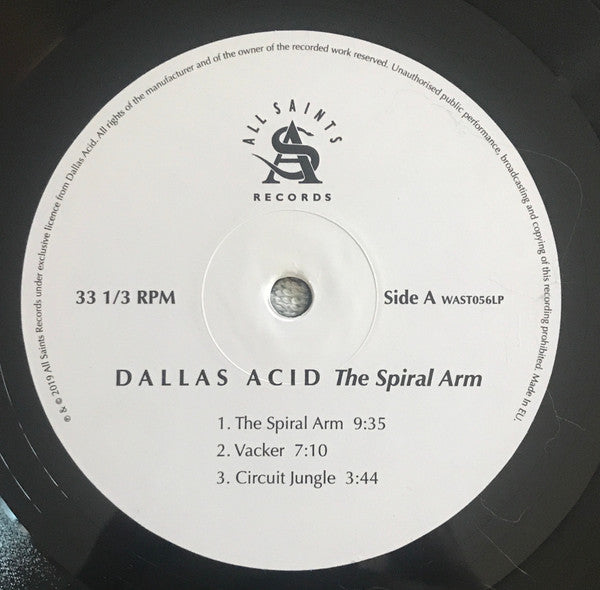 ℗ & © 2019 All Saints Records under exclusive licence from Dallas Acid. All rights of the manufacturer and of the owner of the recorded work reserved. Unauthorised public performance, broadcasting and copying of this recording prohibited. Made in EU.
ALL SAINTS
AS
RECORDS
33 1/3 RPM
Side A WAST056LP
DALLAS ACID The Spiral Arm
1. The Spiral Arm 9:35
2. Vacker 7:10
3. Circuit Jungle 3:44